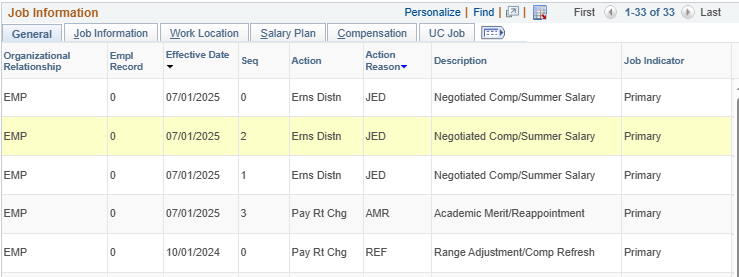 Job Information Personalize | Find | | First 1-33 of 33 Last
General Job Information Work Location Salary Plan Compensation UC Job
Organizational Relationship Empl Record Effective Date Seq Action Action Reason Description Job Indicator
EMP 0 07/01/2025 0 Erns Distn JED Negotiated Comp/Summer Salary Primary
EMP 0 07/01/2025 2 Erns Distn JED Negotiated Comp/Summer Salary Primary
EMP 0 07/01/2025 1 Erns Distn JED Negotiated Comp/Summer Salary Primary
EMP 0 07/01/2025 3 Pay Rt Chg AMR Academic Merit/Reappointment Primary
EMP 0 10/01/2024 0 Pay Rt Chg REF Range Adjustment/Comp Refresh Primary